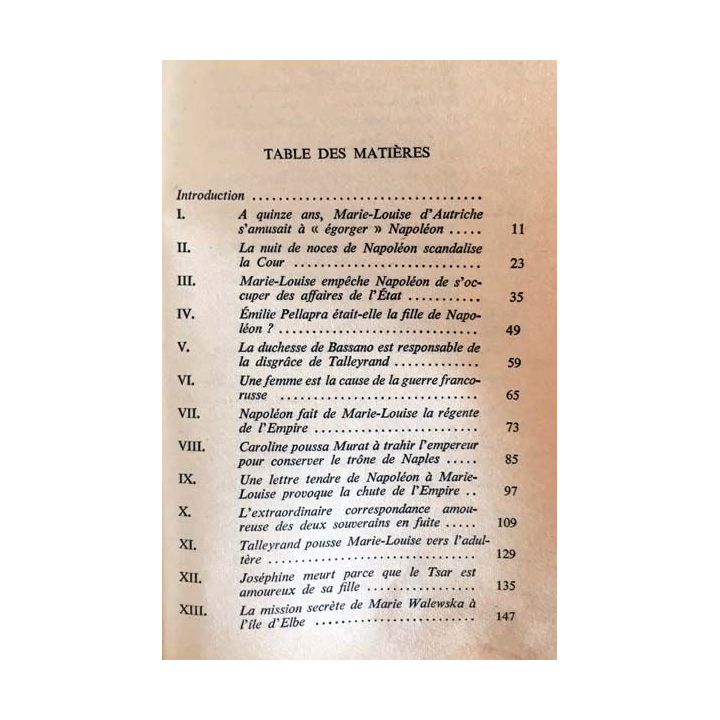 TABLE DES MATIÈRES
Introduction ...................................
I. A quinze ans, Marie-Louise d'Autriche
s'amusait à « égorger » Napoléon ..... 11
II. La nuit de noces de Napoléon scandalise
la Cour ............................. 23
III. Marie-Louise empêche Napoléon de s'oc-
cuper des affaires de l'État ........... 35
IV. Émilie Pellapra était-elle la fille de Napo-
léon ? .............................. 49
V. La duchesse de Bassano est responsable de
la disgrâce de Talleyrand ............. 59
VI. Une femme est la cause de la guerre franco-
russe .............................. 65
VII. Napoléon fait de Marie-Louise la régente
de l'Empire ......................... 73
VIII. Caroline poussa Murat à trahir l'empereur
pour conserver le trône de Naples ..... 85
IX. Une lettre tendre de Napoléon à Marie-
Louise provoque la chute de l'Empire .. 97
X. L'extraordinaire correspondance amou-
reuse des deux souverains en fuite ..... 109
XI. Talleyrand pousse Marie-Louise vers l'adul-
tère ................................ 129
XII. Joséphine meurt parce que le Tsar est
amoureux de sa fille ................. 135
XIII. La mission secrète de Marie Walewska à
l'île d'Elbe ........................ 147